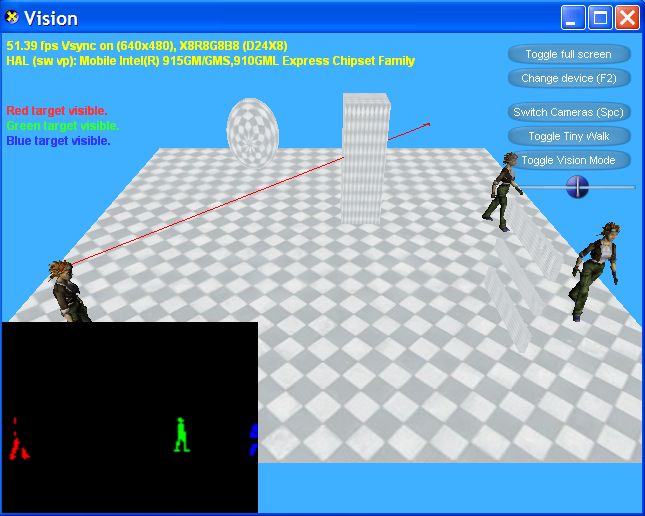 Vision
51.39 fps Vsync on (640x480), X8R8G8B8 (D24X8)
HAL (sw vp): Mobile Intel(R) 915GM/GMS,910GML Express Chipset Family
Toggle full screen
Change device (F2)
Red target visible.
Green target visible.
Blue target visible.
Switch Cameras (Spc)
Toggle Tiny Walk
Toggle Vision Mode